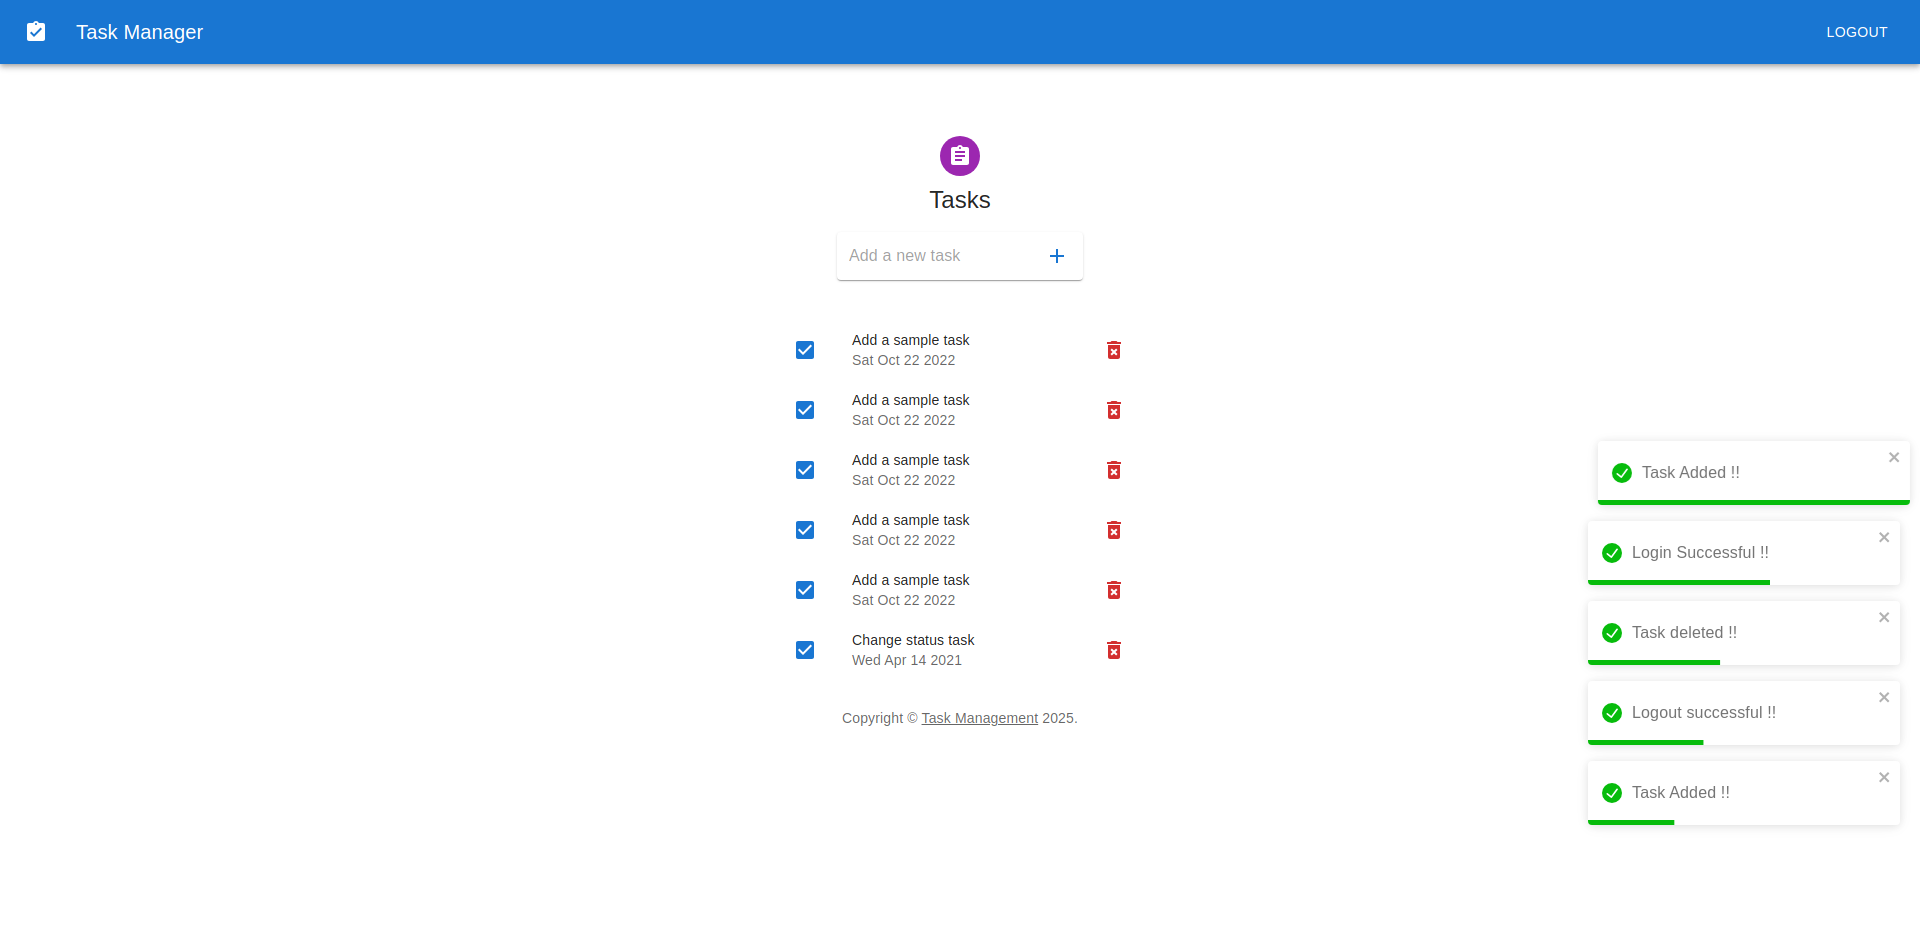 Task Manager
LOGOUT
Tasks
Add a new task
Add a sample task
Sat Oct 22 2022
Add a sample task
Sat Oct 22 2022
Add a sample task
Sat Oct 22 2022
Add a sample task
Sat Oct 22 2022
Add a sample task
Sat Oct 22 2022
Change status task
Wed Apr 14 2021
Copyright © Task Management 2025.
Task Added !!
Login Successful !!
Task deleted !!
Logout successful !!
Task Added !!